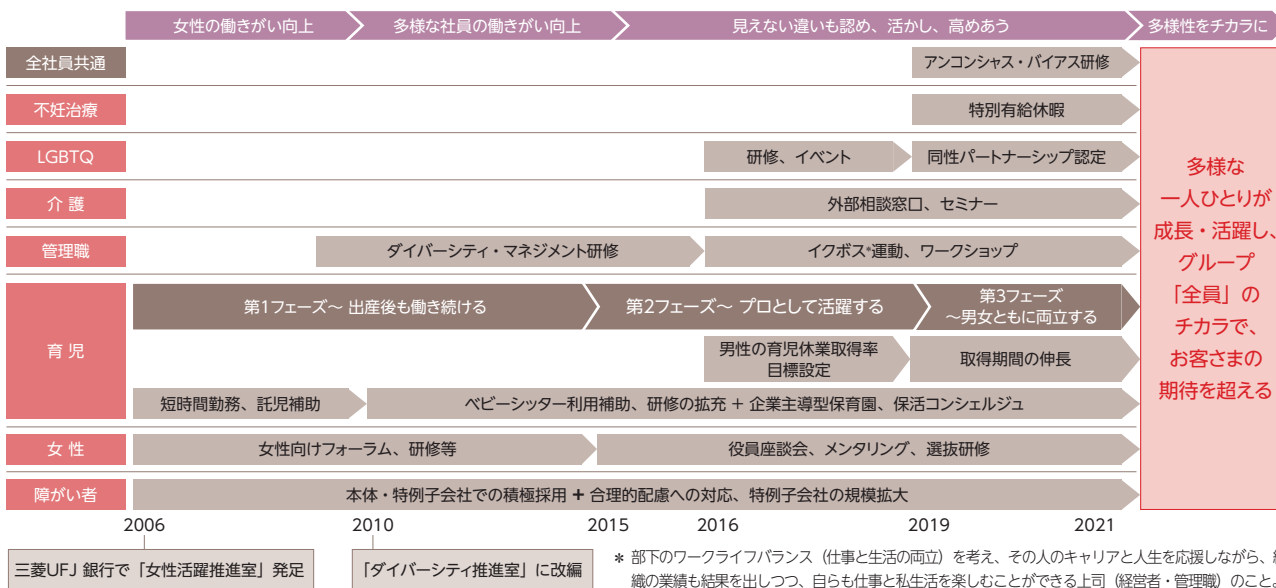 女性の働きがい向上
多様な社員の働きがい向上
見えない違いも認め、活かし、高めあう
多様性をチカラに
全社員共通
アンコンシャス・バイアス研修
不妊治療
特別有給休暇
LGBTQ
研修、イベント
同性パートナーシップ認定
介 護
外部相談窓口、セミナー
管理職
ダイバーシティ・マネジメント研修
イクボス*運動、ワークショップ
育 児
第1フェーズ〜 出産後も働き続ける
第2フェーズ〜 プロとして活躍する
第3フェーズ
〜男女ともに両立する
男性の育児休業取得率
目標設定
取得期間の伸長
短時間勤務、託児補助
ベビーシッター利用補助、研修の拡充 + 企業主導型保育園、保活コンシェルジュ
女 性
女性向けフォーラム、研修等
役員座談会、メンタリング、選抜研修
障がい者
本体・特例子会社での積極採用 + 合理的配慮への対応、特例子会社の規模拡大
多様な
一人ひとりが
成長・活躍し、
グループ
「全員」の
チカラで、
お客さまの
期待を超える
2006
2010
2015
2016
2019
2021
三菱UFJ 銀行で「女性活躍推進室」発足
「ダイバーシティ推進室」に改編
* 部下のワークライフバランス（仕事と生活の両立）を考え、その人のキャリアと人生を応援しながら、
織の業績も結果を出しつつ、自らも仕事と私生活を楽しむことができる上司（経営者・管理職）のこと